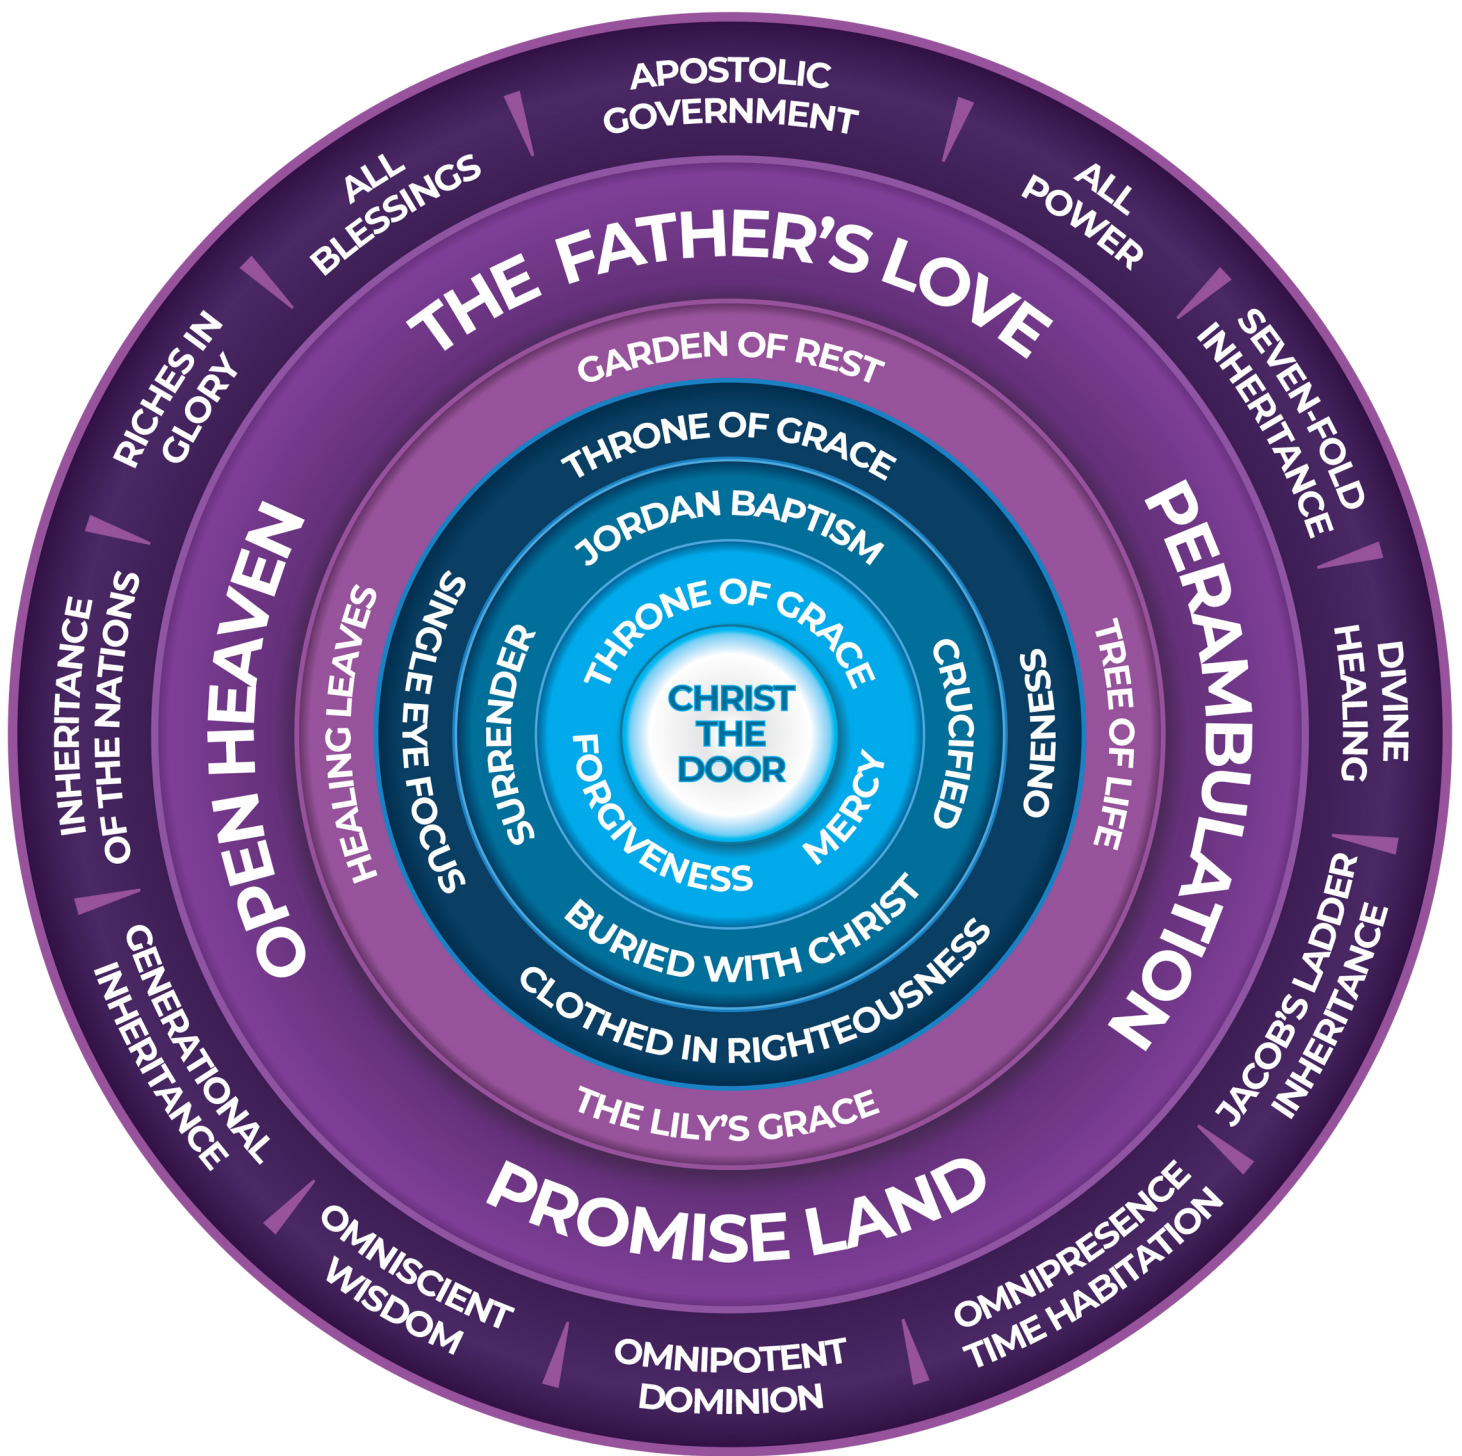 APOSTOLIC
GOVERNMENT
ALL
POWER
SEVEN-FOLD
INHERITANCE
DIVINE
HEALING
JACOB'S LADDER
INHERITANCE
OMNIPRESENCE
TIME HABITATION
OMNIPOTENT
DOMINION
OMNISCIENT
WISDOM
GENERATIONAL
INHERITANCE
INHERITANCE
OF THE NATIONS
RICHES IN
GLORY
ALL
BLESSINGS
THE FATHER'S LOVE
PERAMBULATION
PROMISE LAND
OPEN HEAVEN
GARDEN OF REST
TREE OF LIFE
THE LILY'S GRACE
HEALING LEAVES
THRONE OF GRACE
ONENESS
CLOTHED IN RIGHTEOUSNESS
SINGLE EYE FOCUS
JORDAN BAPTISM
CRUCIFIED
BURIED WITH CHRIST
SURRENDER
THRONE OF GRACE
MERCY
FORGIVENESS
CHRIST
THE
DOOR